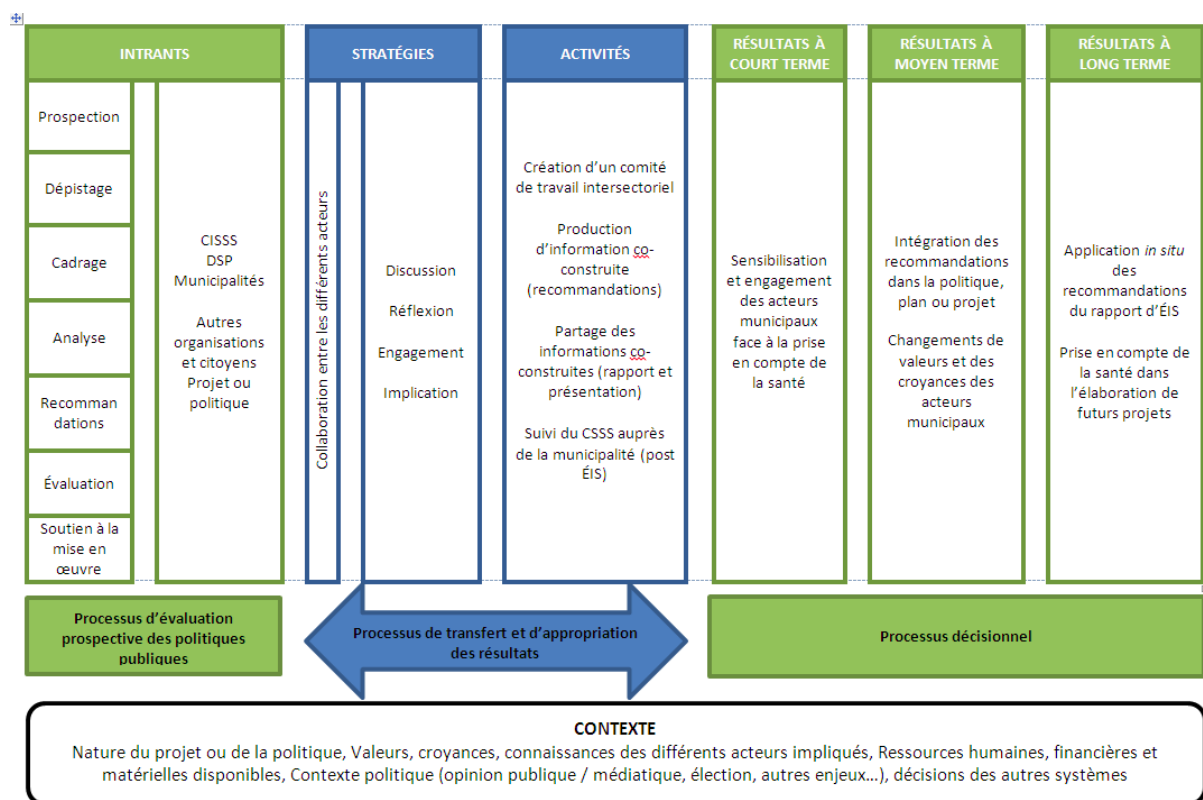 INTRANTS
STRATÉGIES
ACTIVITÉS
RÉSULTATS À
COURT TERME
RÉSULTATS À
MOYEN TERME
RÉSULTATS À
LONG TERME
Prospection
Dépistage
Cadrage
Analyse
Recomman
dations
Évaluation
Soutien à la
mise en
œuvre
CISSS
DSP
Municipalités
Autres
organisations
et citoyens
Projet ou
politique
Collaboration entre les différents acteurs
Discussion
Réflexion
Engagement
Implication
Création d'un comité
de travail intersectoriel
Production
d'information co-
construite
(recommandations)
Partage des
informations co-
construites (rapport et
présentation)
Suivi du CSSS auprès
de la municipalité (post
ÉIS)
Sensibilisation
et engagement
des acteurs
municipaux
face à la prise
en compte de
la santé
Intégration des
recommandations
dans la politique,
plan ou projet
Changements de
valeurs et des
croyances des
acteurs
municipaux
Application in situ
des
recommandations
du rapport d'ÉIS
Prise en compte de
la santé dans
l'élaboration de
futurs projets
Processus d'évaluation
prospective des politiques
publiques
Processus de transfert et d'appropriation
des résultats
Processus décisionnel
CONTEXTE
Nature du projet ou de la politique, Valeurs, croyances, connaissances des différents acteurs impliqués, Ressources humaines, financières et
matérielles disponibles, Contexte politique (opinion publique / médiatique, élection, autres enjeux...), décisions des autres systèmes